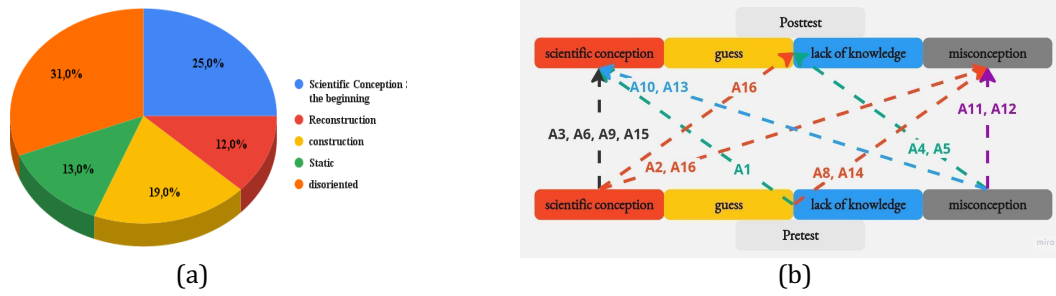 25,0%
12,0%
19,0%
13,0%
31,0%
Scientific Conception :
the beginning
Reconstruction
construction
Static
disoriented
(a)
Posttest
scientific conception guess lack of knowledge misconception
A10, A13 A16 A11, A12
A3, A6, A9, A15 A4, A5
A2, A16 A1 A8, A14
scientific conception guess lack of knowledge misconception
Pretest
miro
(b)